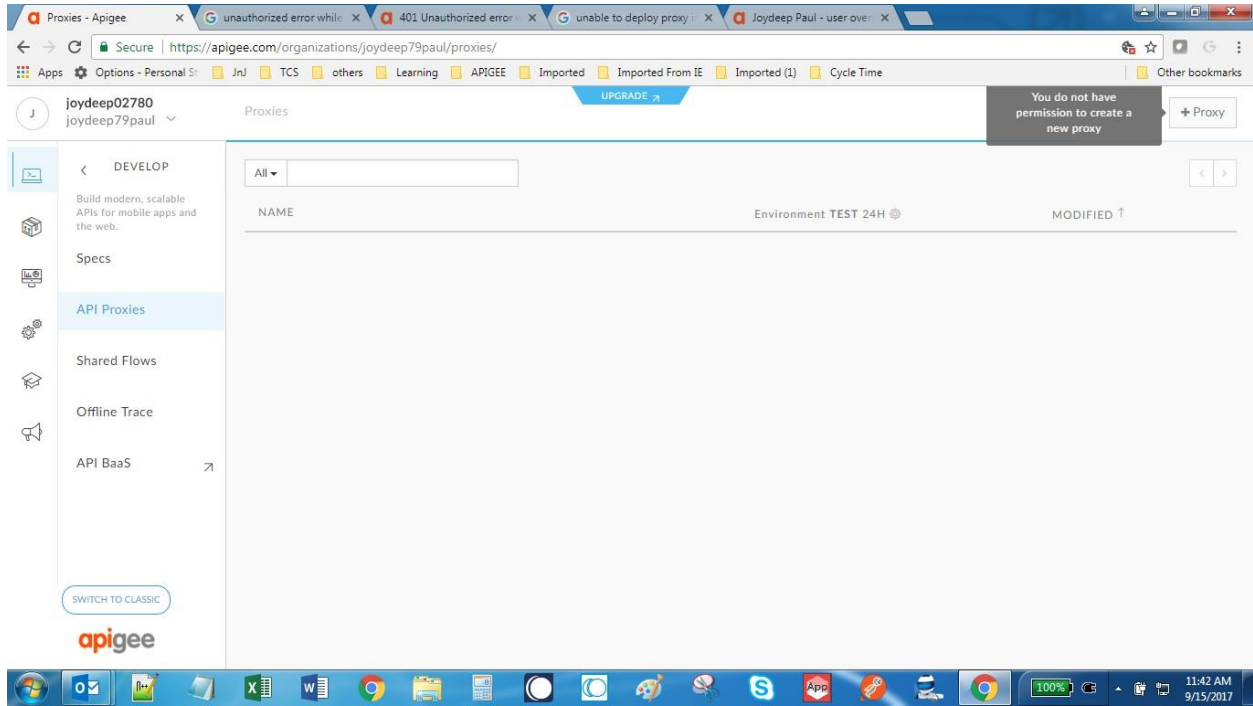 Proxies - Apigee
unauthorized error while
401 Unauthorized error
unable to deploy proxy i
Joydeep Paul - user over
Secure | https://apigee.com/organizations/joydeep79paul/proxies/
Apps
Options - Personal St
JnJ
TCS
others
Learning
APIGEE
Imported
Imported From IE
Imported (1)
Cycle Time
Other bookmarks
J
joydeep02780
joydeep79paul
Proxies
UPGRADE
You do not have
permission to create a
new proxy
+ Proxy
DEVELOP
Build modern, scalable
APIs for mobile apps and
the web.
Specs
API Proxies
Shared Flows
Offline Trace
API BaaS
All
NAME
Environment TEST 24H
MODIFIED ↑
SWITCH TO CLASSIC
apigee
App
100%
11:42 AM
9/15/2017